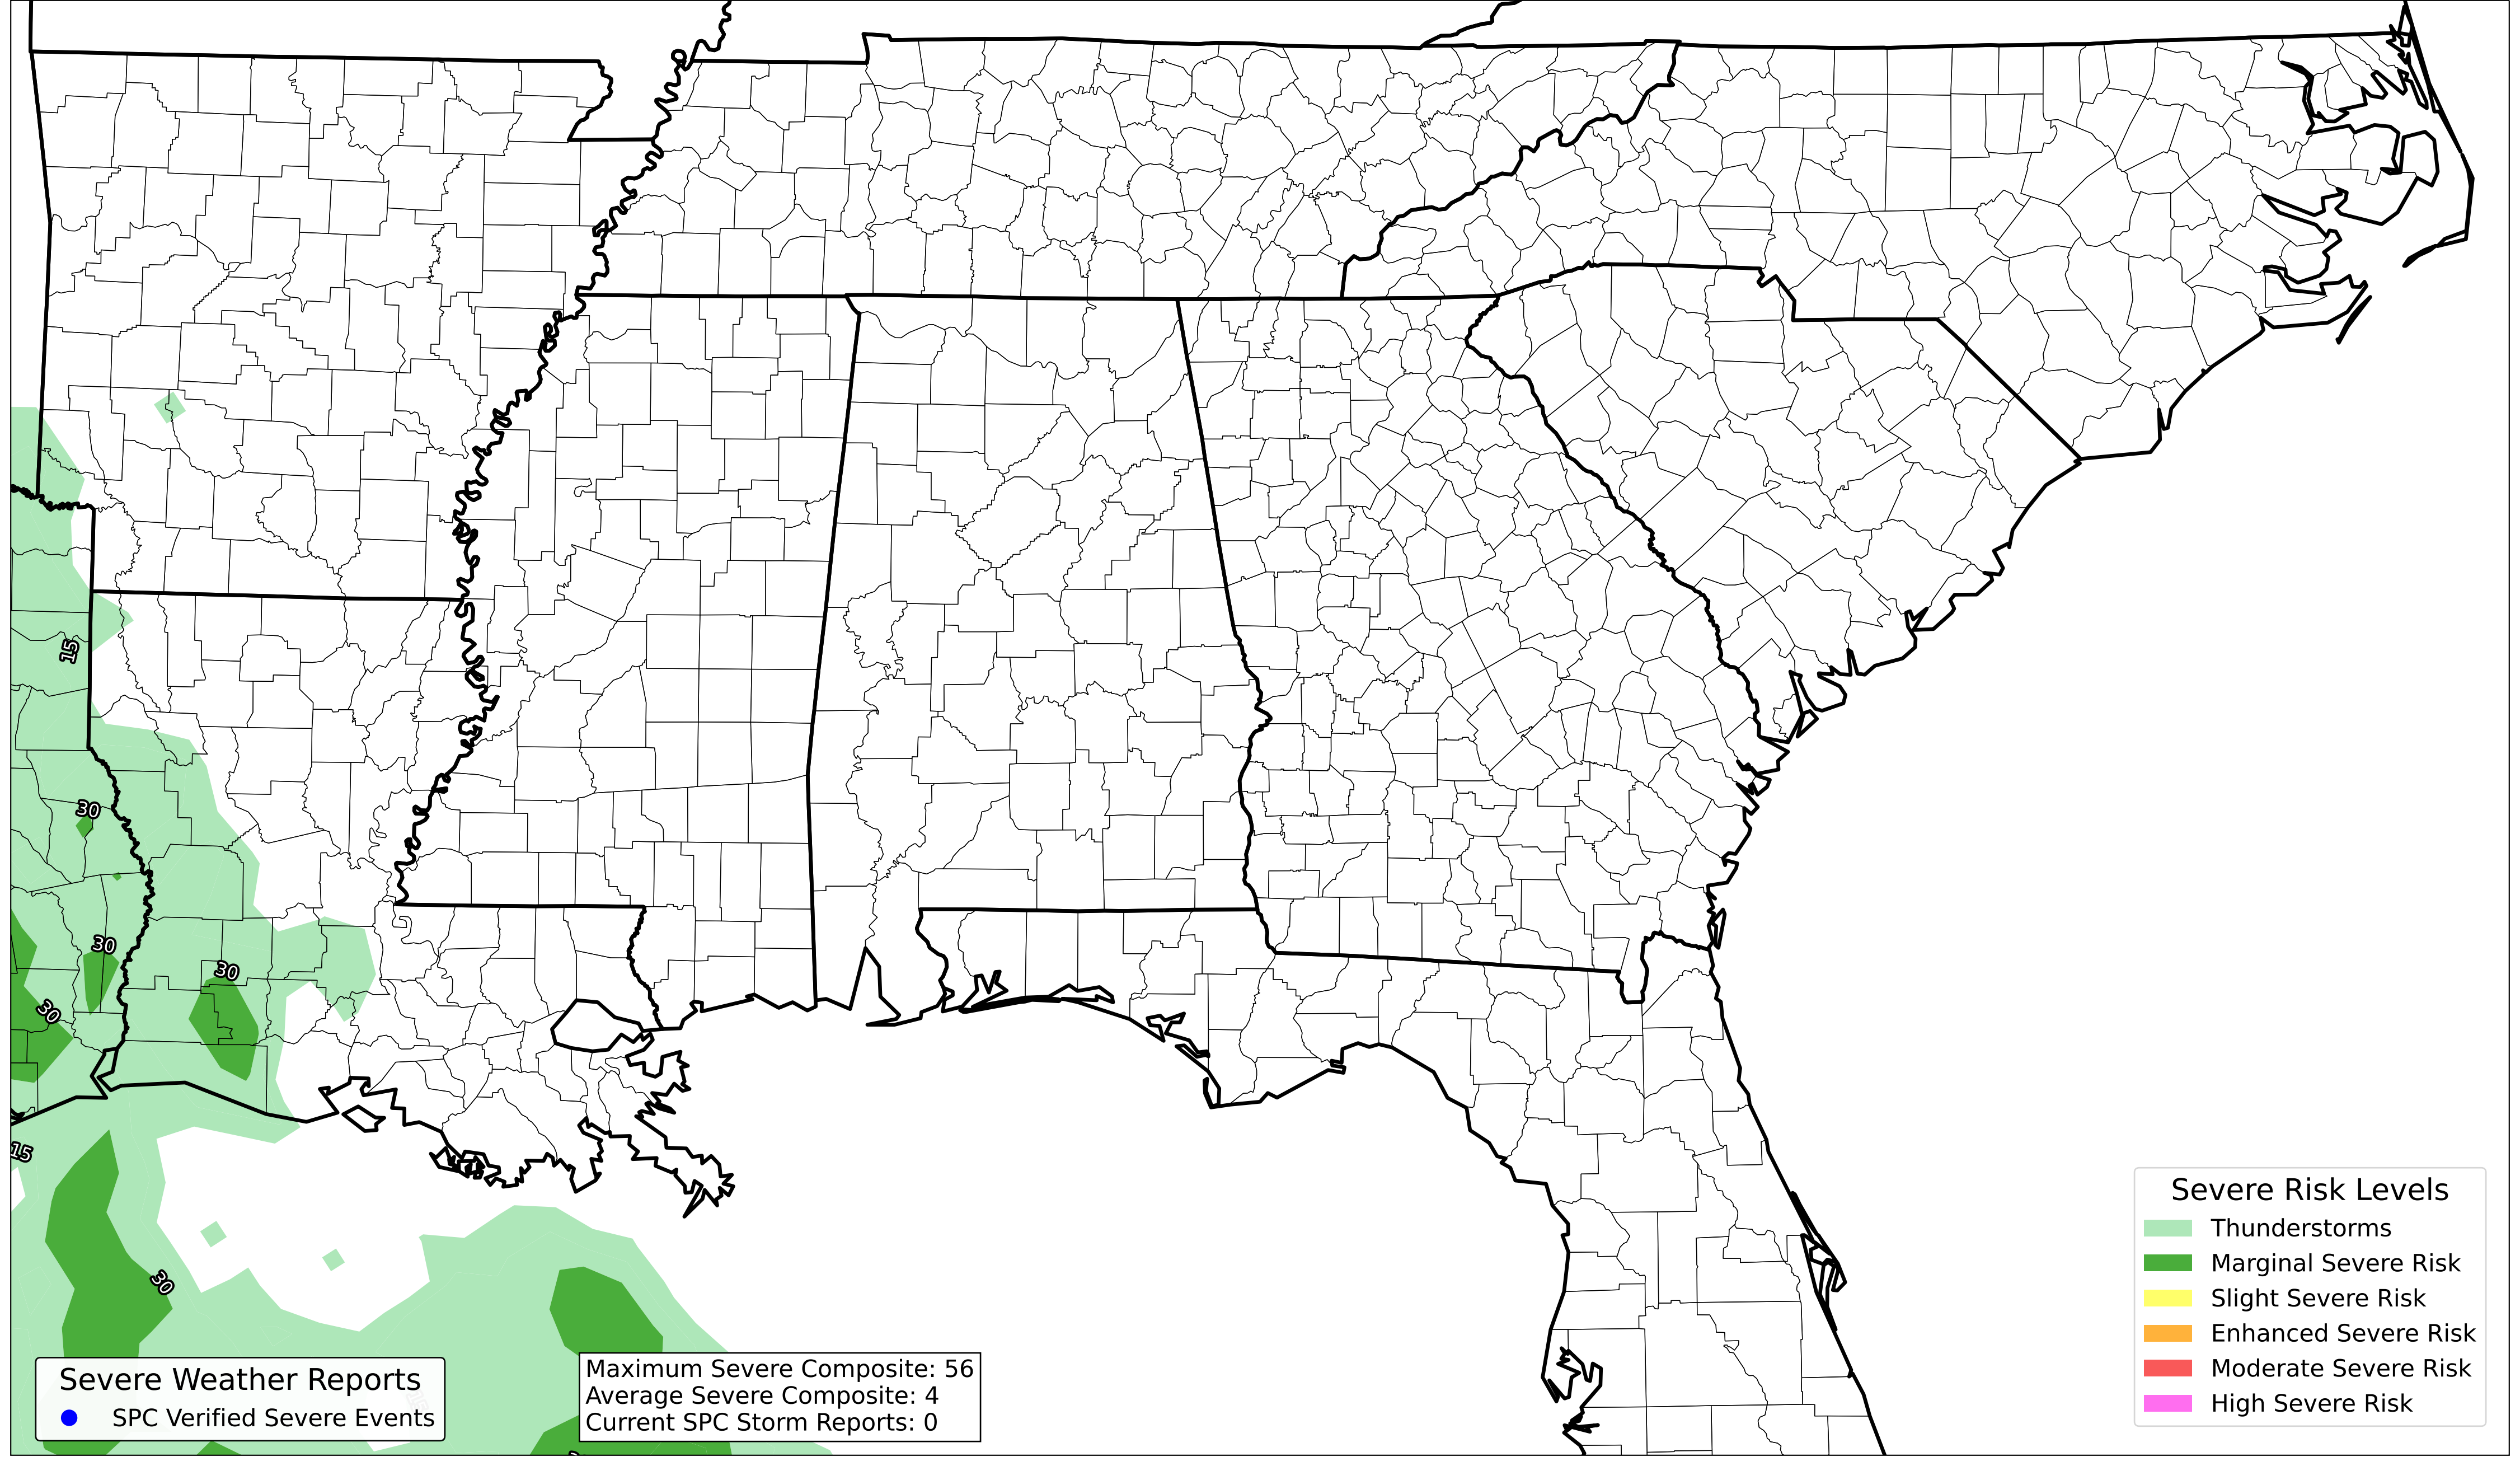 15
30
30
30
30
15
30
Severe Weather Reports
SPC Verified Severe Events
Maximum Severe Composite: 56
Average Severe Composite: 4
Current SPC Storm Reports: 0
Severe Risk Levels
Thunderstorms
Marginal Severe Risk
Slight Severe Risk
Enhanced Severe Risk
Moderate Severe Risk
High Severe Risk